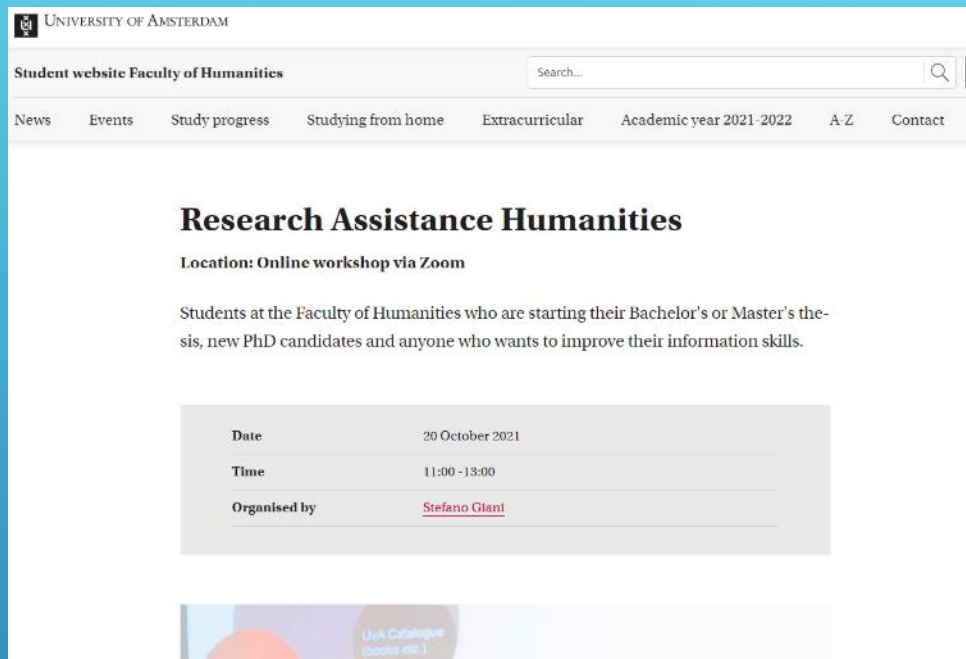 UNIVERSITY OF AMSTERDAM
Student website Faculty of Humanities
Search...
News Events Study progress Studying from home Extracurricular Academic year 2021-2022 A-Z Contact
Research Assistance Humanities
Location: Online workshop via Zoom
Students at the Faculty of Humanities who are starting their Bachelor's or Master's the-
sis, new PhD candidates and anyone who wants to improve their information skills.
Date 20 October 2021
Time 11:00 -13:00
Organised by Stefano Giani
UvA Catalogue
(books etc.)